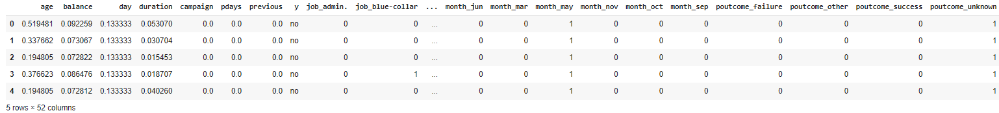 age balance day duration campaign pdays previous y job_admin. job_blue-collar ... month_jun month_mar month_may month_nov month_oct month_sep poutcome_failure poutcome_other poutcome_success poutcome_unknown
0 0.519481 0.092259 0.133333 0.053070 0.0 0.0 0.0 no 0 0 ... 0 0 1 0 0 0 0 0 0 1
1 0.337662 0.073067 0.133333 0.030704 0.0 0.0 0.0 no 0 0 ... 0 0 1 0 0 0 0 0 0 1
2 0.194805 0.072822 0.133333 0.015453 0.0 0.0 0.0 no 0 0 ... 0 0 1 0 0 0 0 0 0 1
3 0.376623 0.086476 0.133333 0.018707 0.0 0.0 0.0 no 0 1 ... 0 0 1 0 0 0 0 0 0 1
4 0.194805 0.072812 0.133333 0.040260 0.0 0.0 0.0 no 0 0 ... 0 0 1 0 0 0 0 0 0 1
5 rows × 52 columns